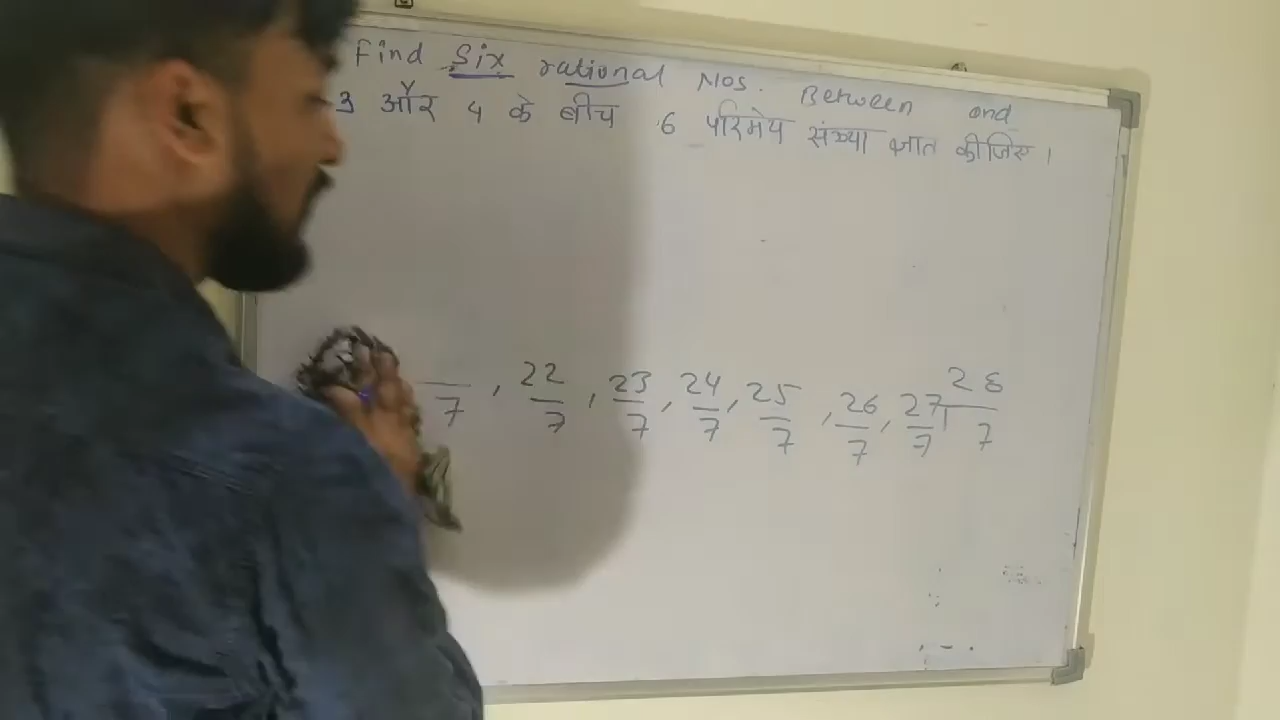 Find Six rational Nos. Between and
3 और 4 के बीच 6 परिमेय संख्या ज्ञात कीजिए ।
—/7 , 22/7 , 23/7 , 24/7 , 25/7 , 26/7 , 27/7 28/7